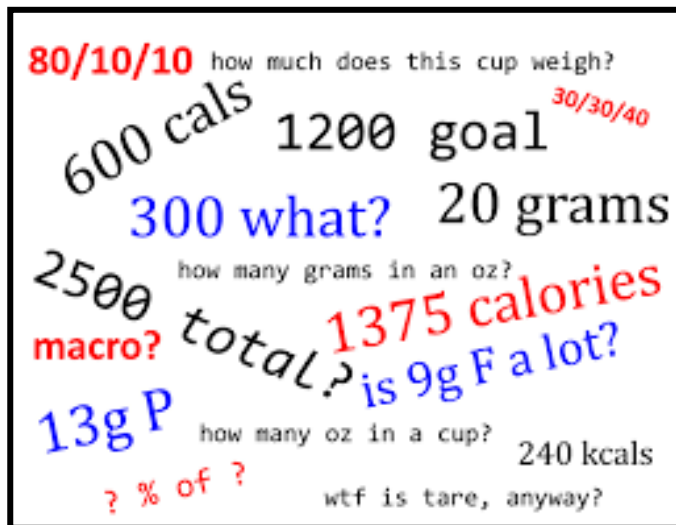 80/10/10 how much does this cup weigh?
30/30/40
600 cals
1200 goal
300 what?
20 grams
how many grams in an oz?
2500 total?
1375 calories
macro?
is 9g F a lot?
13g P
how many oz in a cup?
240 kcals
? % of ?
wtf is tare, anyway?